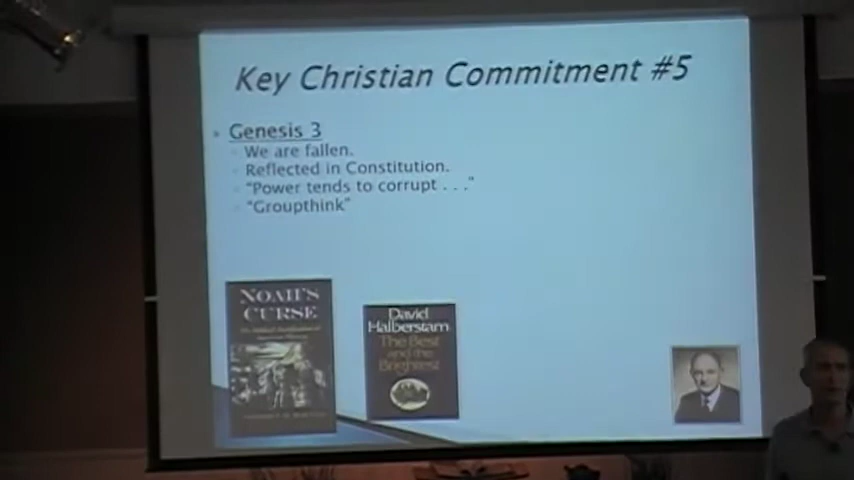 Key Christian Commitment #5
Genesis 3
We are fallen.
Reflected in Constitution.
"Power tends to corrupt . . ."
"Groupthink"
NOAH'S
CURSE
David
Halberstam
The Best
and the
Brightest